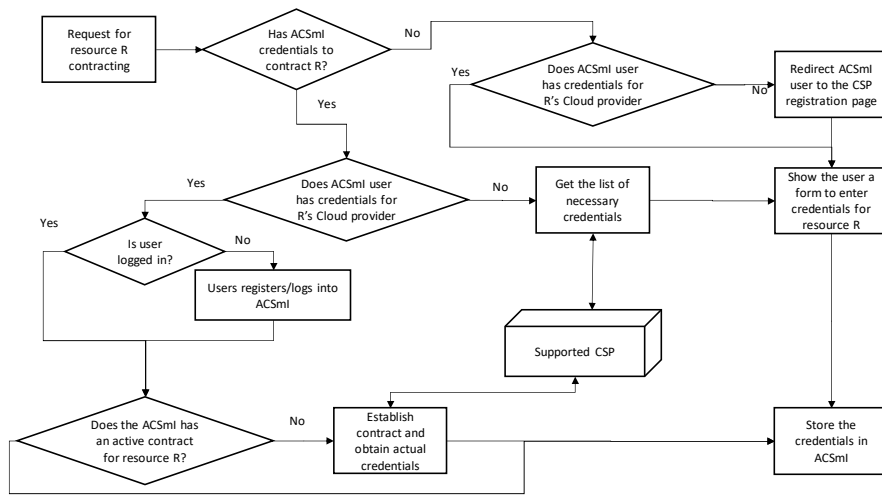 Request for
resource R
contracting
Has ACSmI
credentials to
contract R?
No
Yes
Does ACSmI user
has credentials for
R's Cloud provider
Yes
No
Redirect ACSmI
user to the CSP
registration page
Does ACSmI user
has credentials for
R's Cloud provider
Yes
No
Get the list of
necessary
credentials
Show the user a
form to enter
credentials for
resource R
Is user
logged in?
Yes
No
Users registers/logs into
ACSmI
Supported CSP
Does the ACSmI has
an active contract
for resource R?
No
Establish
contract and
obtain actual
credentials
Store the
credentials in
ACSmI